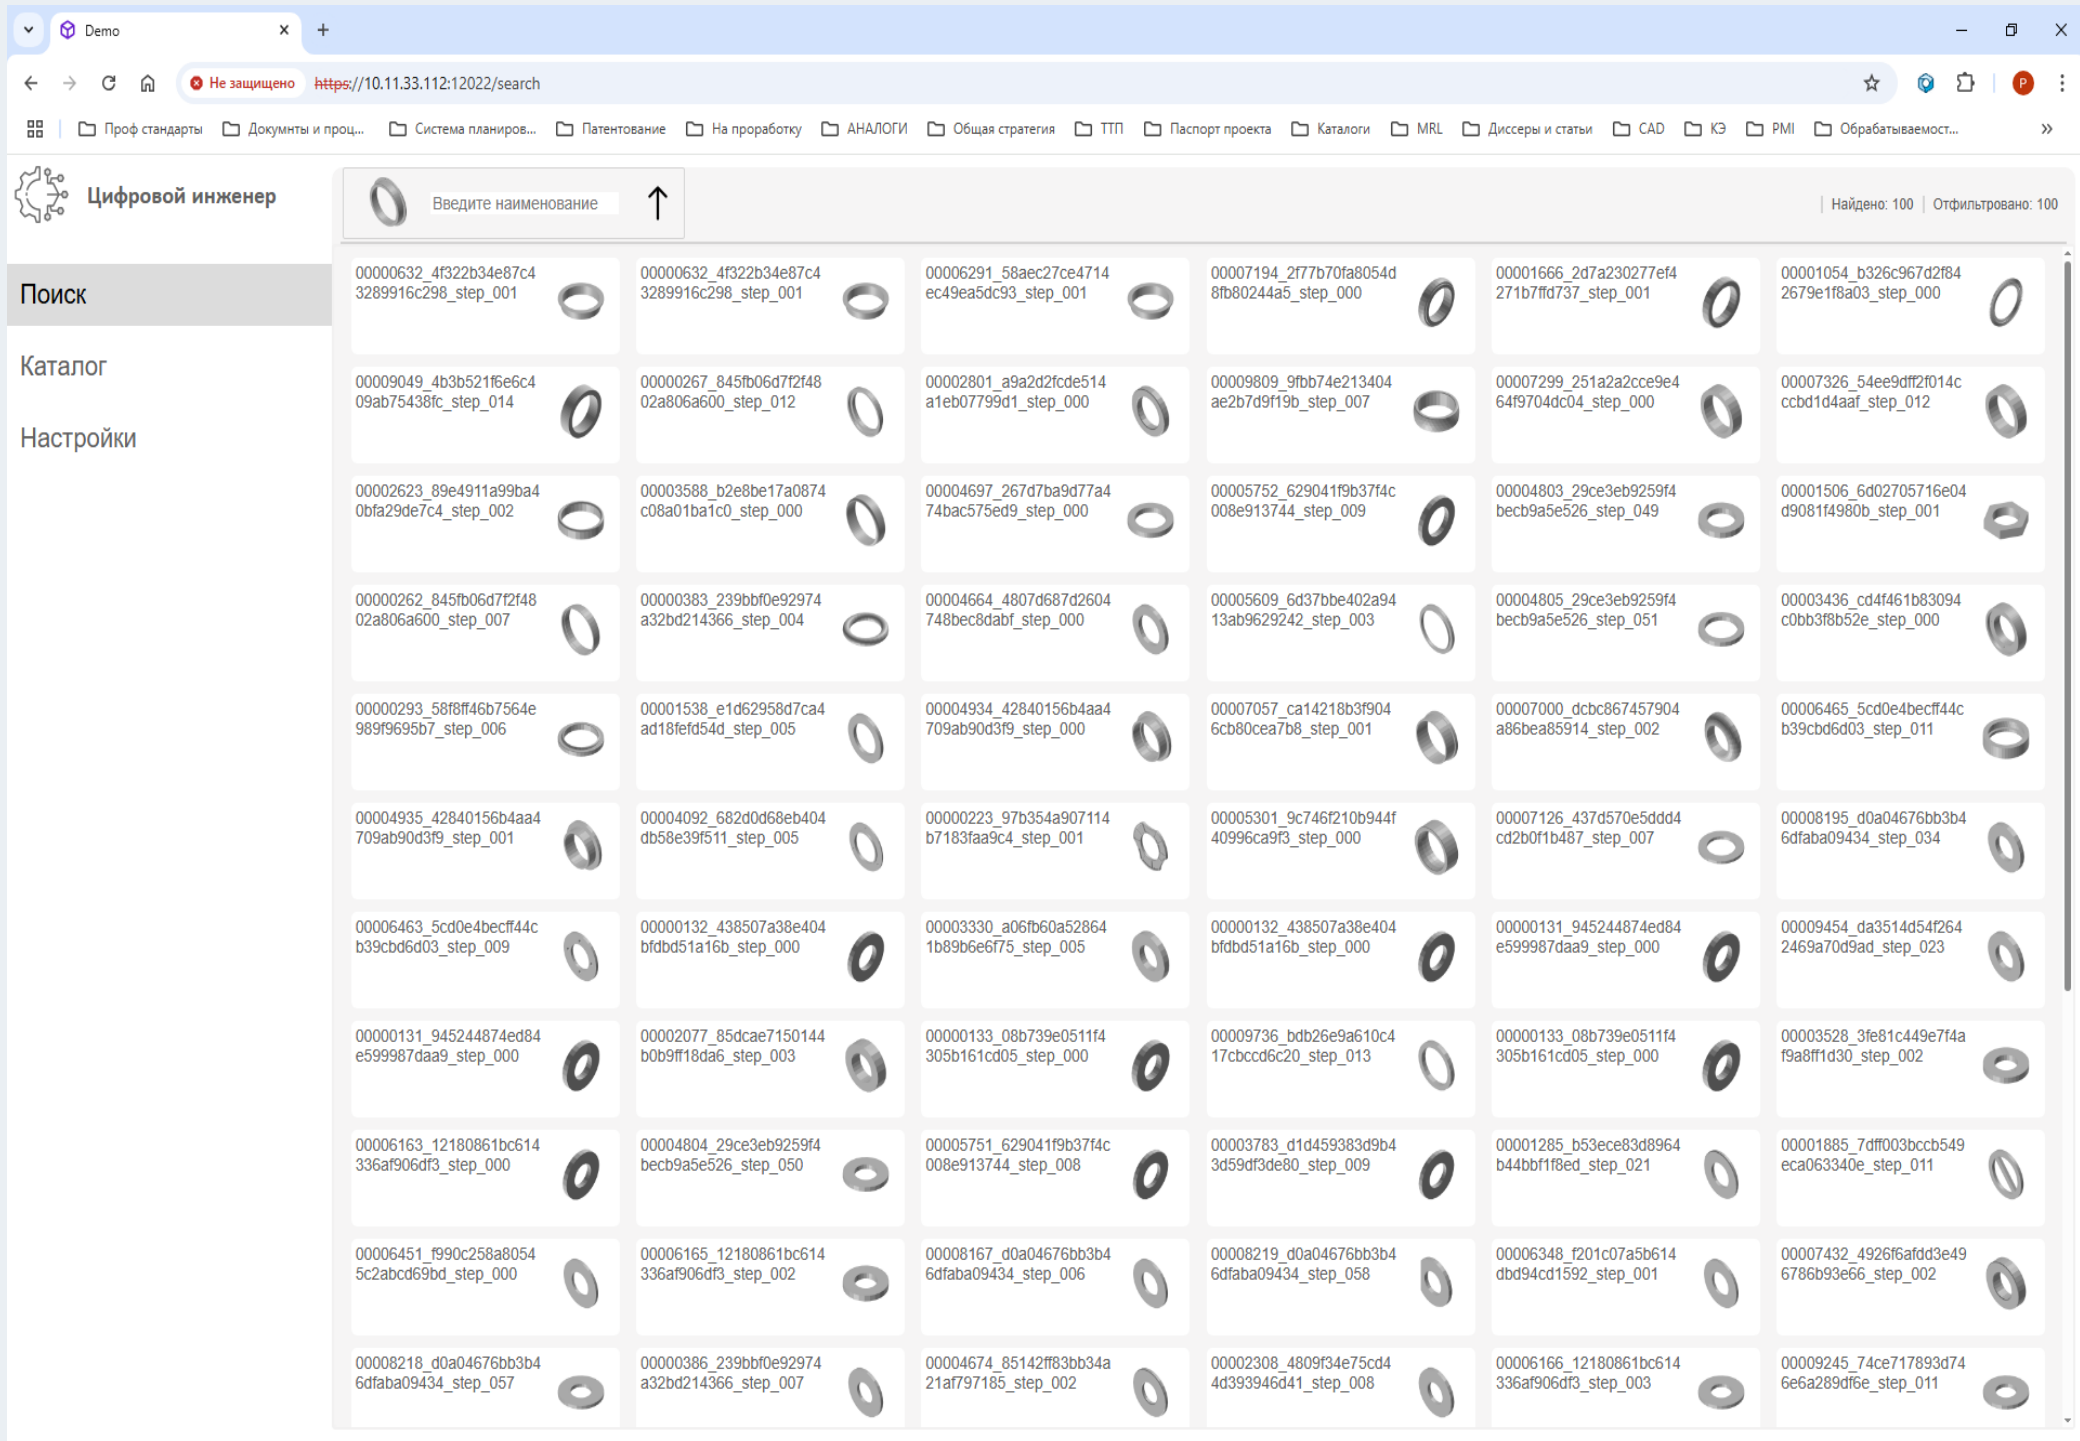 Demo
Не защищено https://10.11.33.112:12022/search
Проф стандарты Докумнты и проц... Система планиров... Патентование На проработку АНАЛОГИ Общая стратегия ТТП Паспорт проекта Каталоги MRL Диссеры и статьи CAD КЭ PMI Обрабатываемост... »
Цифровой инженер
Введите наименование
Найдено: 100 Отфильтровано: 100
Поиск
Каталог
Настройки
00000632_4f322b34e87c4
3289916c298_step_001
00000632_4f322b34e87c4
3289916c298_step_001
00006291_58aec27ce4714
ec49ea5dc93_step_001
00007194_2f77b70fa8054d
8fb80244a5_step_000
00001666_2d7a230277ef4
271b7ffd737_step_001
00001054_b326c967d2f84
2679e1f8a03_step_000
00009049_4b3b521f6e6c4
09ab75438fc_step_014
00000267_845fb06d7f2f48
02a806a600_step_012
00002801_a9a2d2fcde514
a1eb07799d1_step_000
00009809_9fbb74e213404
ae2b7d9f19b_step_007
00007299_251a2a2cce9e4
64f9704dc04_step_000
00007326_54ee9dff2f014c
ccbd1d4aaf_step_012
00002623_89e4911a99ba4
0bfa29de7c4_step_002
00003588_b2e8be17a0874
c08a01ba1c0_step_000
00004697_267d7ba9d77a4
74bac575ed9_step_000
00005752_629041f9b37f4c
008e913744_step_009
00004803_29ce3eb9259f4
becb9a5e526_step_049
00001506_6d02705716e04
d9081f4980b_step_001
00000262_845fb06d7f2f48
02a806a600_step_007
00000383_239bbf0e92974
a32bd214366_step_004
00004664_4807d687d2604
748bec8dabf_step_000
00005609_6d37bbe402a94
13ab9629242_step_003
00004805_29ce3eb9259f4
becb9a5e526_step_051
00003436_cd4f461b83094
c0bb3f8b52e_step_000
00000293_58f8ff46b7564e
989f9695b7_step_006
00001538_e1d62958d7ca4
ad18fefd54d_step_005
00004934_42840156b4aa4
709ab90d3f9_step_000
00007057_ca14218b3f904
6cb80cea7b8_step_001
00007000_dcbc867457904
a86bea85914_step_002
00006465_5cd0e4becff44c
b39cbd6d03_step_011
00004935_42840156b4aa4
709ab90d3f9_step_001
00004092_682d0d68eb404
db58e39f511_step_005
00000223_97b354a907114
b7183faa9c4_step_001
00005301_9c746f210b944f
40996ca9f3_step_000
00007126_437d570e5ddd4
cd2b0f1b487_step_007
00008195_d0a04676bb3b4
6dfaba09434_step_034
00006463_5cd0e4becff44c
b39cbd6d03_step_009
00000132_438507a38e404
bfdbd51a16b_step_000
00003330_a06fb60a52864
1b89b6e6f75_step_005
00000132_438507a38e404
bfdbd51a16b_step_000
00000131_945244874ed84
e599987daa9_step_000
00009454_da3514d54f264
2469a70d9ad_step_023
00000131_945244874ed84
e599987daa9_step_000
00002077_85dcae7150144
b0b9ff18da6_step_003
00000133_08b739e0511f4
305b161cd05_step_000
00009736_bdb26e9a610c4
17cbccd6c20_step_013
00000133_08b739e0511f4
305b161cd05_step_000
00003528_3fe81c449e7f4a
f9a8ff1d30_step_002
00006163_12180861bc614
336af906df3_step_000
00004804_29ce3eb9259f4
becb9a5e526_step_050
00005751_629041f9b37f4c
008e913744_step_008
00003783_d1d459383d9b4
3d59df3de80_step_009
00001285_b53ece83d8964
b44bbf1f8ed_step_021
00001885_7dff003bccb549
eca063340e_step_011
00006451_f990c258a8054
5c2abcd69bd_step_000
00006165_12180861bc614
336af906df3_step_002
00008167_d0a04676bb3b4
6dfaba09434_step_006
00008219_d0a04676bb3b4
6dfaba09434_step_058
00006348_f201c07a5b614
dbd94cd1592_step_001
00007432_4926f6afdd3e49
6786b93e66_step_002
00008218_d0a04676bb3b4
6dfaba09434_step_057
00000386_239bbf0e92974
a32bd214366_step_007
00004674_85142ff83bb34a
21af797185_step_002
00002308_4809f34e75cd4
4d393946d41_step_008
00006166_12180861bc614
336af906df3_step_003
00009245_74ce717893d74
6e6a289df6e_step_011